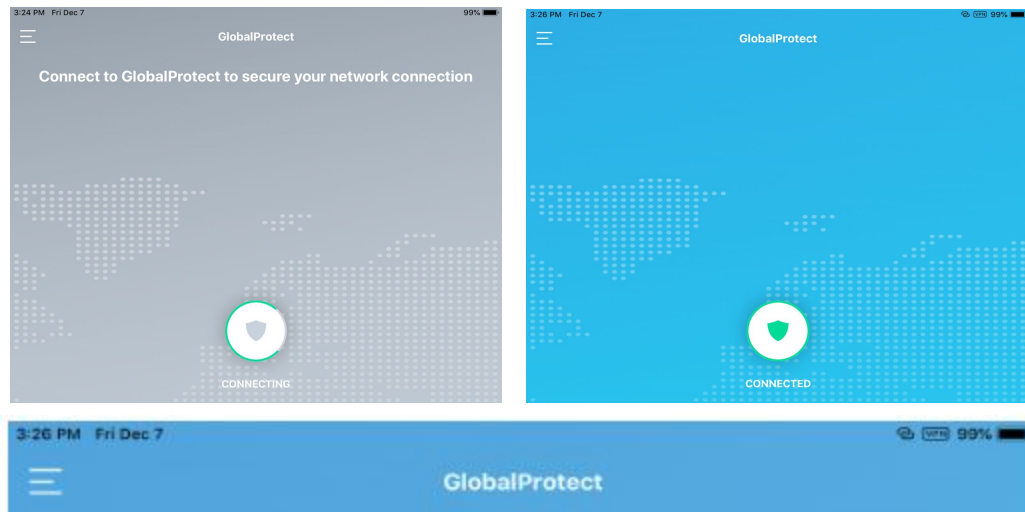 3:24 PM Fri Dec 7 99%
GlobalProtect
Connect to GlobalProtect to secure your network connection
CONNECTING
3:26 PM Fri Dec 7 VPN 99%
GlobalProtect
CONNECTED
3:26 PM Fri Dec 7 VPN 99%
GlobalProtect